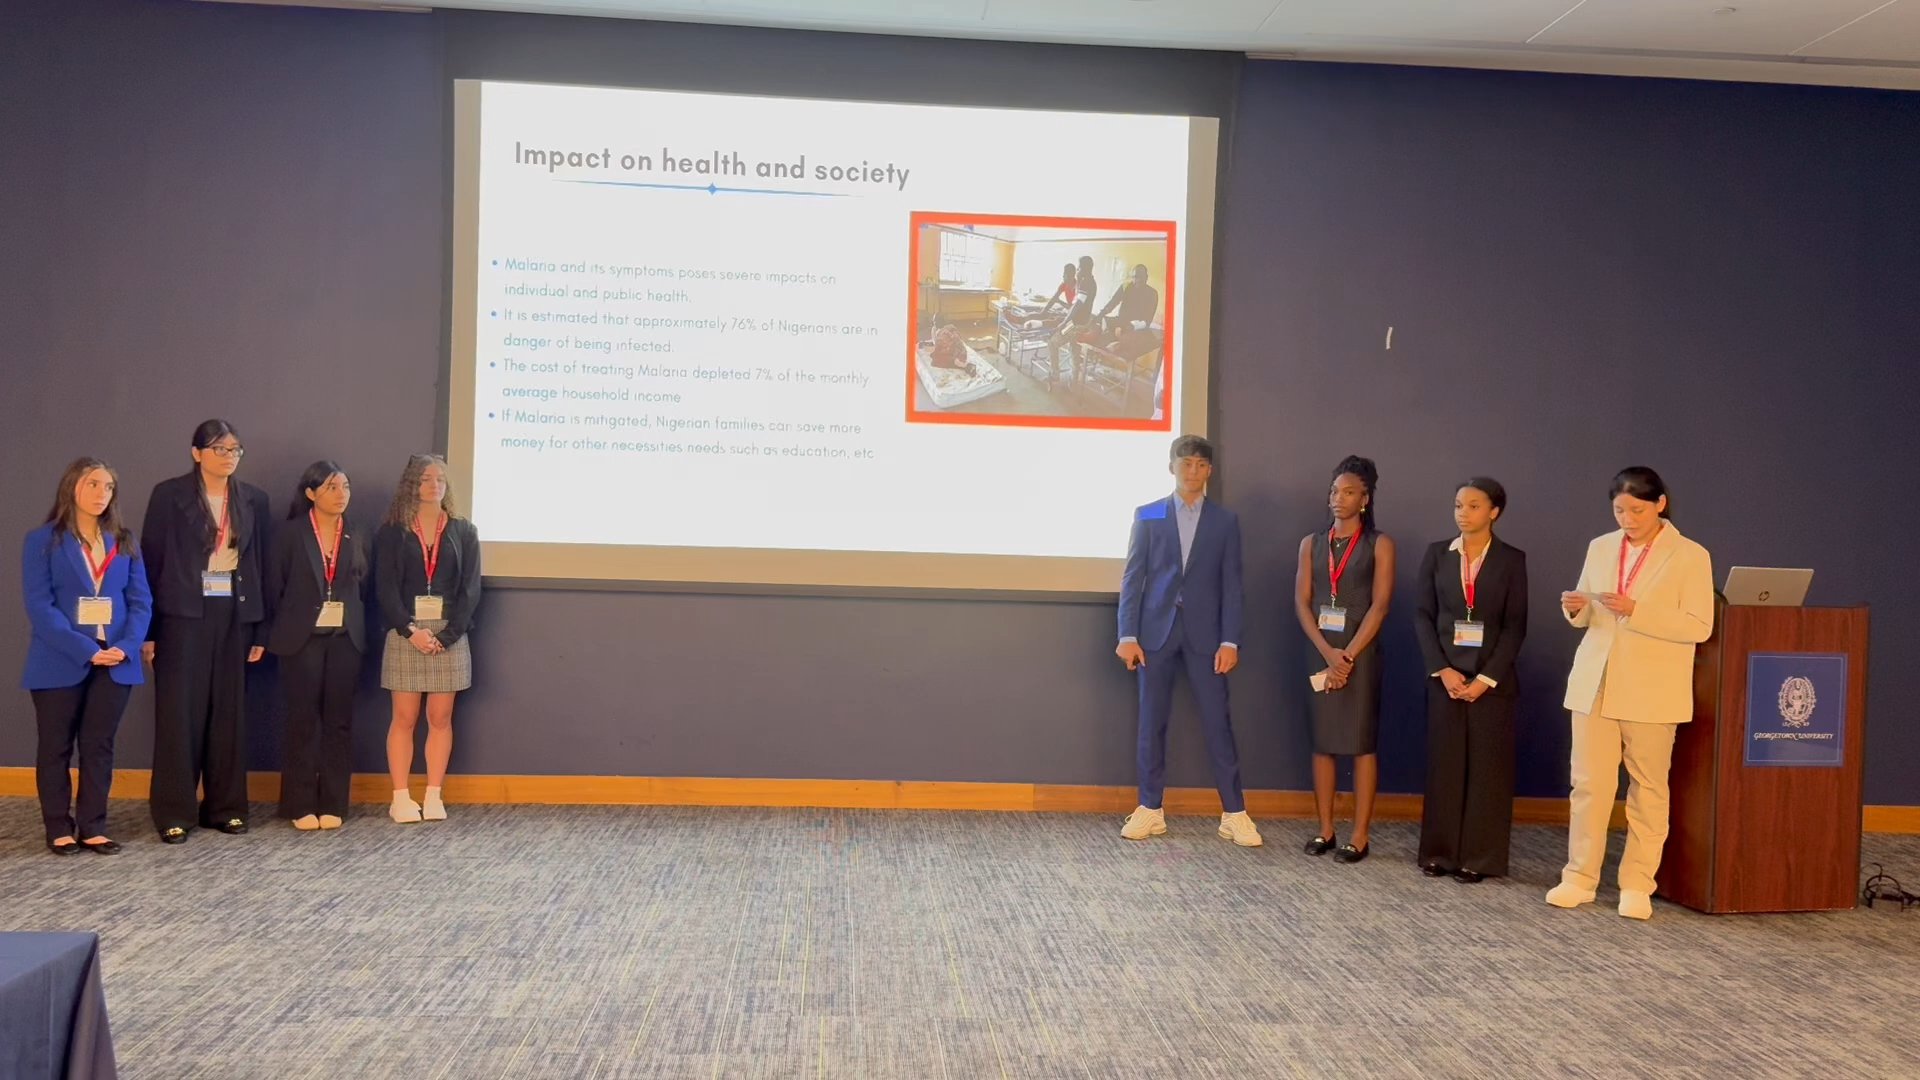 Impact on health and society
• Malaria and its symptoms poses severe impacts on
individual and public health.
• It is estimated that approximately 76% of Nigerians are in
danger of being infected.
• The cost of treating Malaria depleted 7% of the monthly
average household income
• If Malaria is mitigated, Nigerian families can save more
money for other necessities needs such as education, etc
hp
GEORGETOWN UNIVERSITY